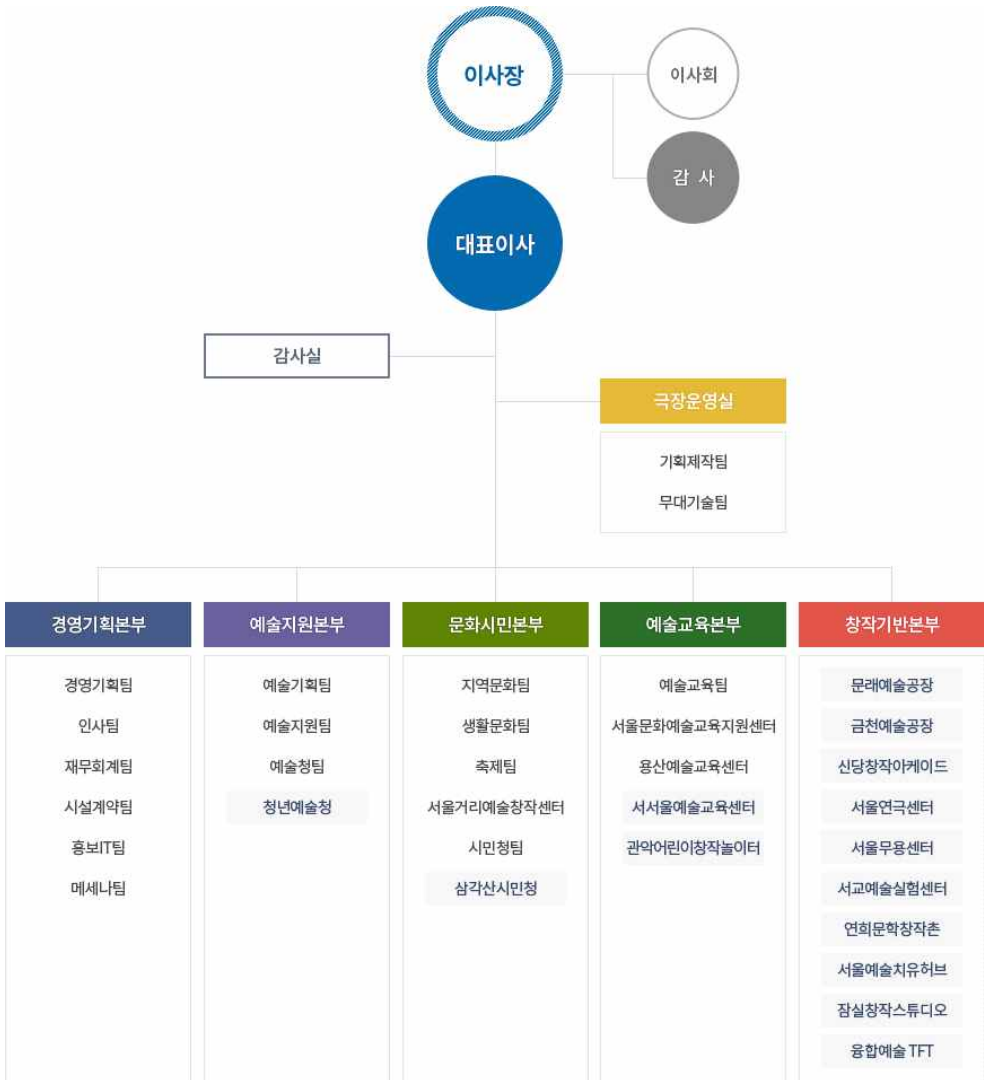 이사장
이사회
감 사
대표이사
감사실
극장운영실
기획제작팀
무대기술팀
경영기획본부
경영기획팀
인사팀
재무회계팀
시설계약팀
홍보IT팀
메세나팀
예술지원본부
예술기획팀
예술지원팀
예술청팀
청년예술청
문화시민본부
지역문화팀
생활문화팀
축제팀
서울거리예술창작센터
시민청팀
삼각산시민청
예술교육본부
예술교육팀
서울문화예술교육지원센터
용산예술교육센터
서서울예술교육센터
관악어린이창작놀이터
창작기반본부
문래예술공장
금천예술공장
신당창작아케이드
서울연극센터
서울무용센터
서교예술실험센터
연희문학창작촌
서울예술치유허브
잠실창작스튜디오
융합예술 TFT